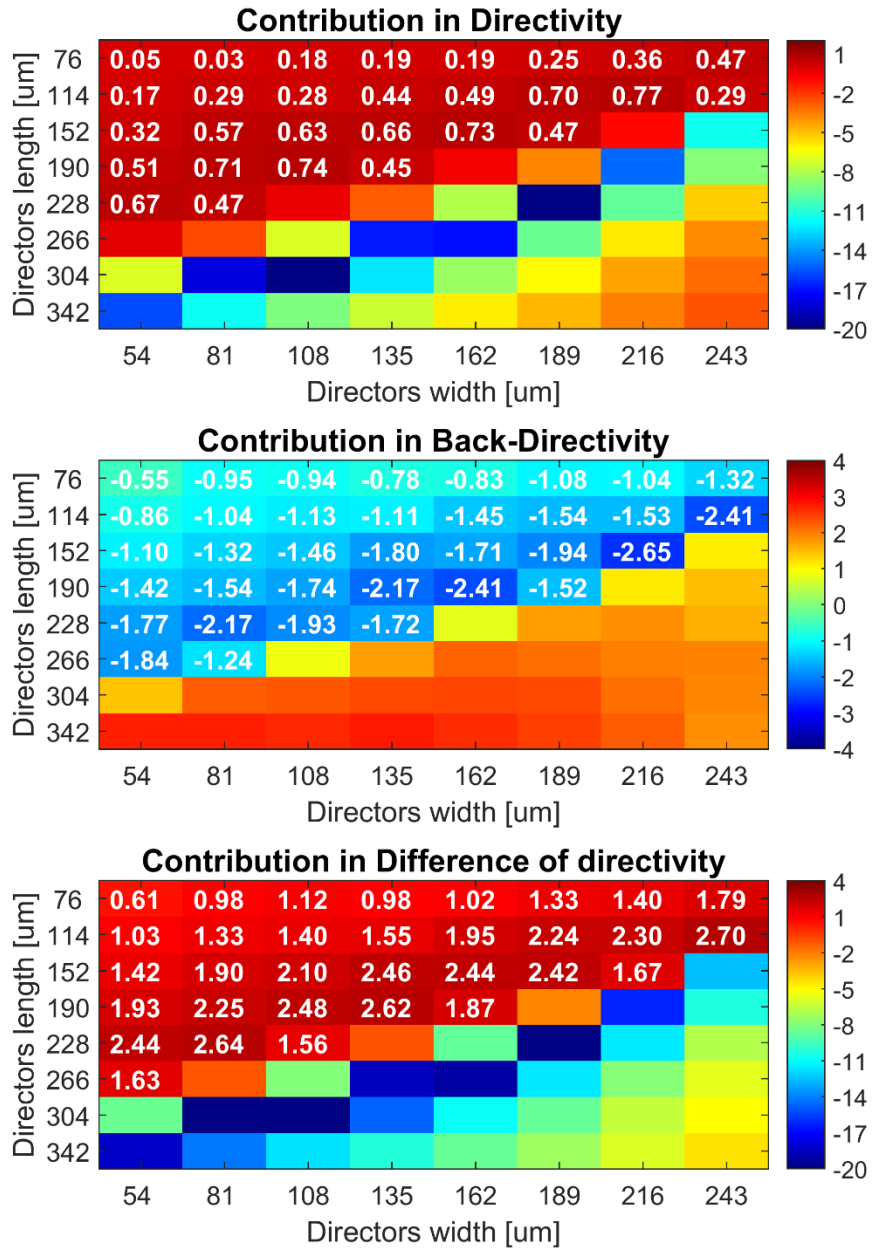 Contribution in Directivity
Directors length [um]
76 0.05 0.03 0.18 0.19 0.19 0.25 0.36 0.47
114 0.17 0.29 0.28 0.44 0.49 0.70 0.77 0.29
152 0.32 0.57 0.63 0.66 0.73 0.47
190 0.51 0.71 0.74 0.45
228 0.67 0.47
266
304
342
54 81 108 135 162 189 216 243
Directors width [um]
1
-2
-5
-8
-11
-14
-17
-20
Contribution in Back-Directivity
Directors length [um]
76 -0.55 -0.95 -0.94 -0.78 -0.83 -1.08 -1.04 -1.32
114 -0.86 -1.04 -1.13 -1.11 -1.45 -1.54 -1.53 -2.41
152 -1.10 -1.32 -1.46 -1.80 -1.71 -1.94 -2.65
190 -1.42 -1.54 -1.74 -2.17 -2.41 -1.52
228 -1.77 -2.17 -1.93 -1.72
266 -1.84 -1.24
304
342
54 81 108 135 162 189 216 243
Directors width [um]
4
3
2
1
0
-1
-2
-3
-4
Contribution in Difference of directivity
Directors length [um]
76 0.61 0.98 1.12 0.98 1.02 1.33 1.40 1.79
114 1.03 1.33 1.40 1.55 1.95 2.24 2.30 2.70
152 1.42 1.90 2.10 2.46 2.44 2.42 1.67
190 1.93 2.25 2.48 2.62 1.87
228 2.44 2.64 1.56
266 1.63
304
342
54 81 108 135 162 189 216 243
Directors width [um]
4
1
-2
-5
-8
-11
-14
-17
-20